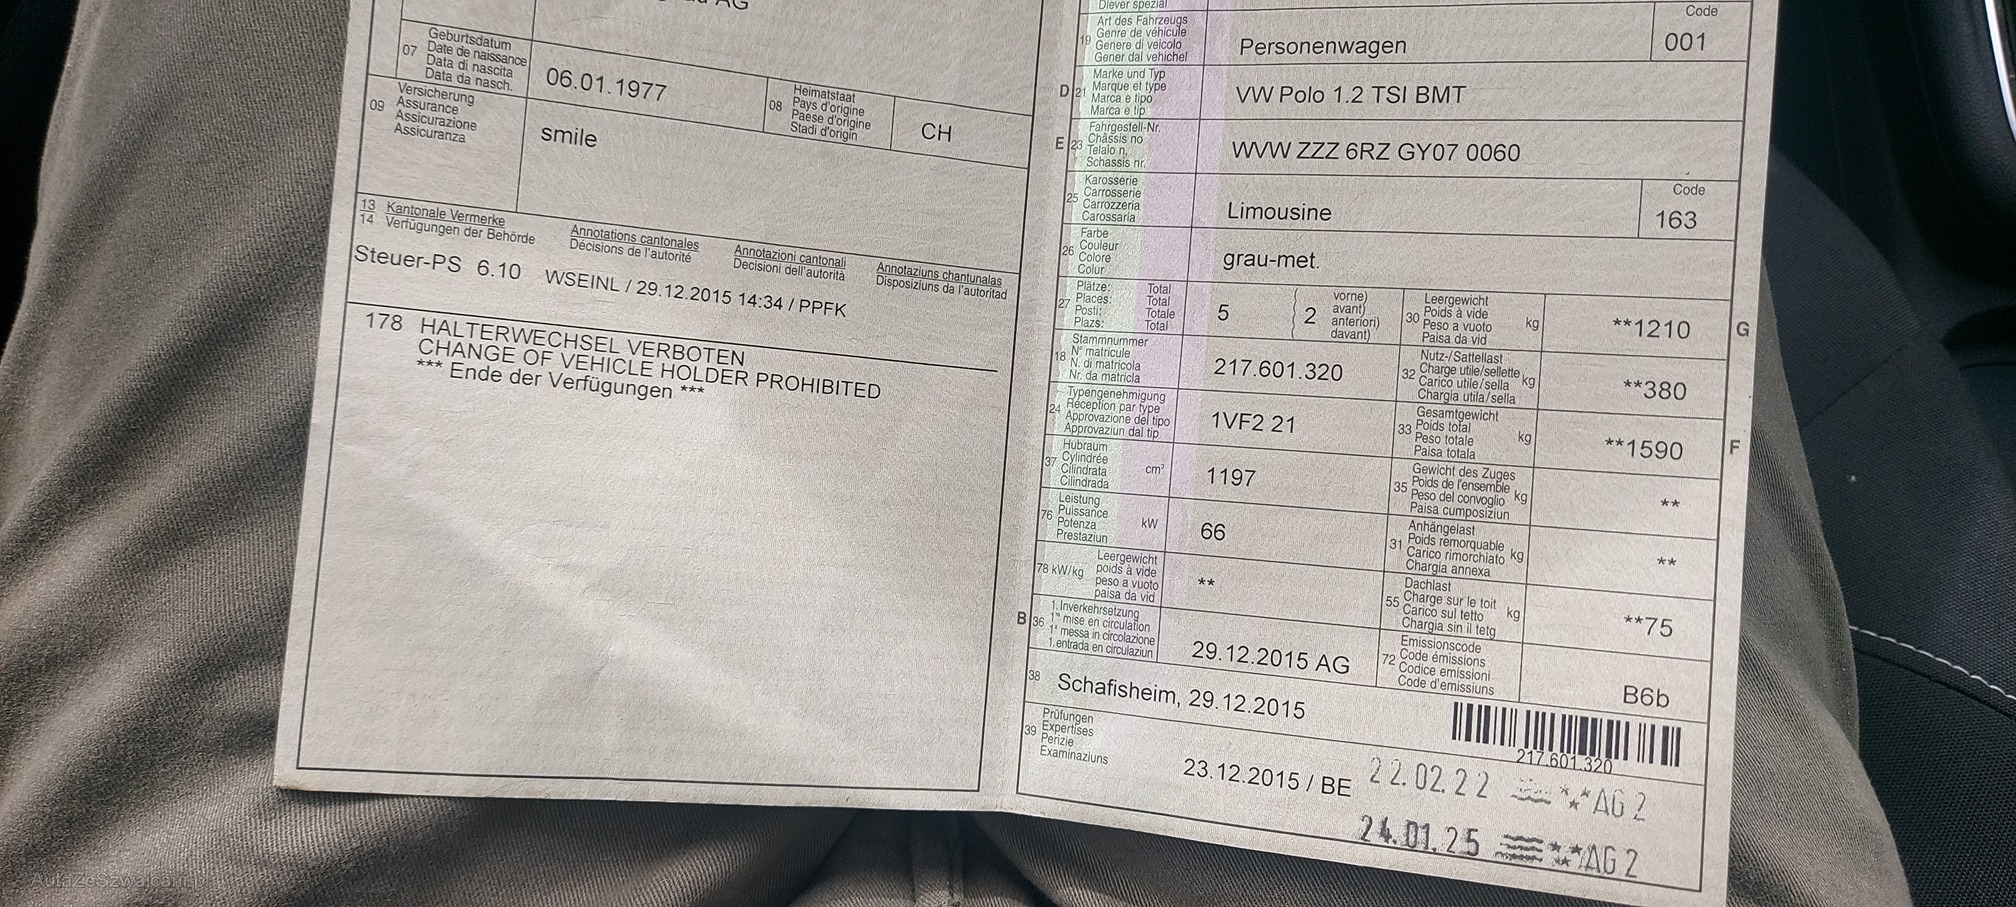 AG
07 Geburtsdatum
Date de naissance
Data di nascita
Data da nasch.
06.01.1977
08 Heimatstaat
Pays d'origine
Paese d'origine
Stadi d'origin
CH
09 Versicherung
Assurance
Assicurazione
Assicuranza
smile
13 Kantonale Vermerke Annotations cantonales Annotazioni cantonali Annotaziuns chantunalas
14 Verfügungen der Behörde Décisions de l'autorité Decisioni dell'autorità Disposiziuns da l'autoritad
Steuer-PS 6.10 WSEINL / 29.12.2015 14:34 / PPFK
178 HALTERWECHSEL VERBOTEN
CHANGE OF VEHICLE HOLDER PROHIBITED
*** Ende der Verfügungen ***
Diever spezial
19 Art des Fahrzeugs
Genre de véhicule
Genere di veicolo
Gener dal vehichel
Personenwagen
Code
001
D 21 Marke und Typ
Marque et type
Marca e tipo
Marca e tip
VW Polo 1.2 TSI BMT
E 23 Fahrgestell-Nr.
Châssis no
Telaio n.
Schassis nr.
WVW ZZZ 6RZ GY07 0060
25 Karosserie
Carrosserie
Carrozzeria
Carossaria
Limousine
Code
163
26 Farbe
Couleur
Colore
Colur
grau-met.
27 Plätze: Total
Places: Total
Posti: Totale
Plazs: Total
5 { 2 vorne)
avant)
anteriori)
davant)
30 Leergewicht
Poids à vide
Peso a vuoto
Paisa da vid
kg
**1210 G
18 Stammnummer
N° matricule
N. di matricola
Nr. da matricla
217.601.320
32 Nutz-/Sattellast
Charge utile/sellette
Carico utile/sella
Chargia utila/sella
kg
**380
24 Typengenehmigung
Réception par type
Approvazione del tipo
Approvaziun dal tip
1VF2 21
33 Gesamtgewicht
Poids total
Peso totale
Paisa totala
kg
**1590 F
37 Hubraum
Cylindrée
Cilindrata
Cilindrada
cm³
1197
35 Gewicht des Zuges
Poids de l'ensemble
Peso del convoglio
Paisa cumposiziun
kg
**
76 Leistung
Puissance
Potenza
Prestaziun
kW
66
31 Anhängelast
Poids remorquable
Carico rimorchiato
Chargia annexa
kg
**
78 kW/kg Leergewicht
poids à vide
peso a vuoto
paisa da vid
**
55 Dachlast
Charge sur le toit
Carico sul tetto
Chargia sin il tetg
kg
**75
B 36 1. Inverkehrsetzung
1re mise en circulation
1a messa in circolazione
1. entrada en circulaziun
29.12.2015 AG
72 Emissionscode
Code émissions
Codice emissioni
Code d'emissiuns
B6b
38 Schafisheim, 29.12.2015
217.601.320
39 Prüfungen
Expertises
Perizie
Examinaziuns
23.12.2015 / BE 22.02.22 AG 2
24.01.25 AG 2